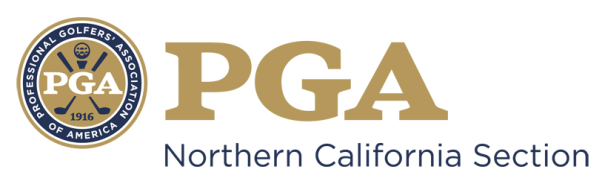 PROFESSIONAL GOLFERS' ASSOCIATION
OF AMERICA
PGA
1916
PGA
Northern California Section